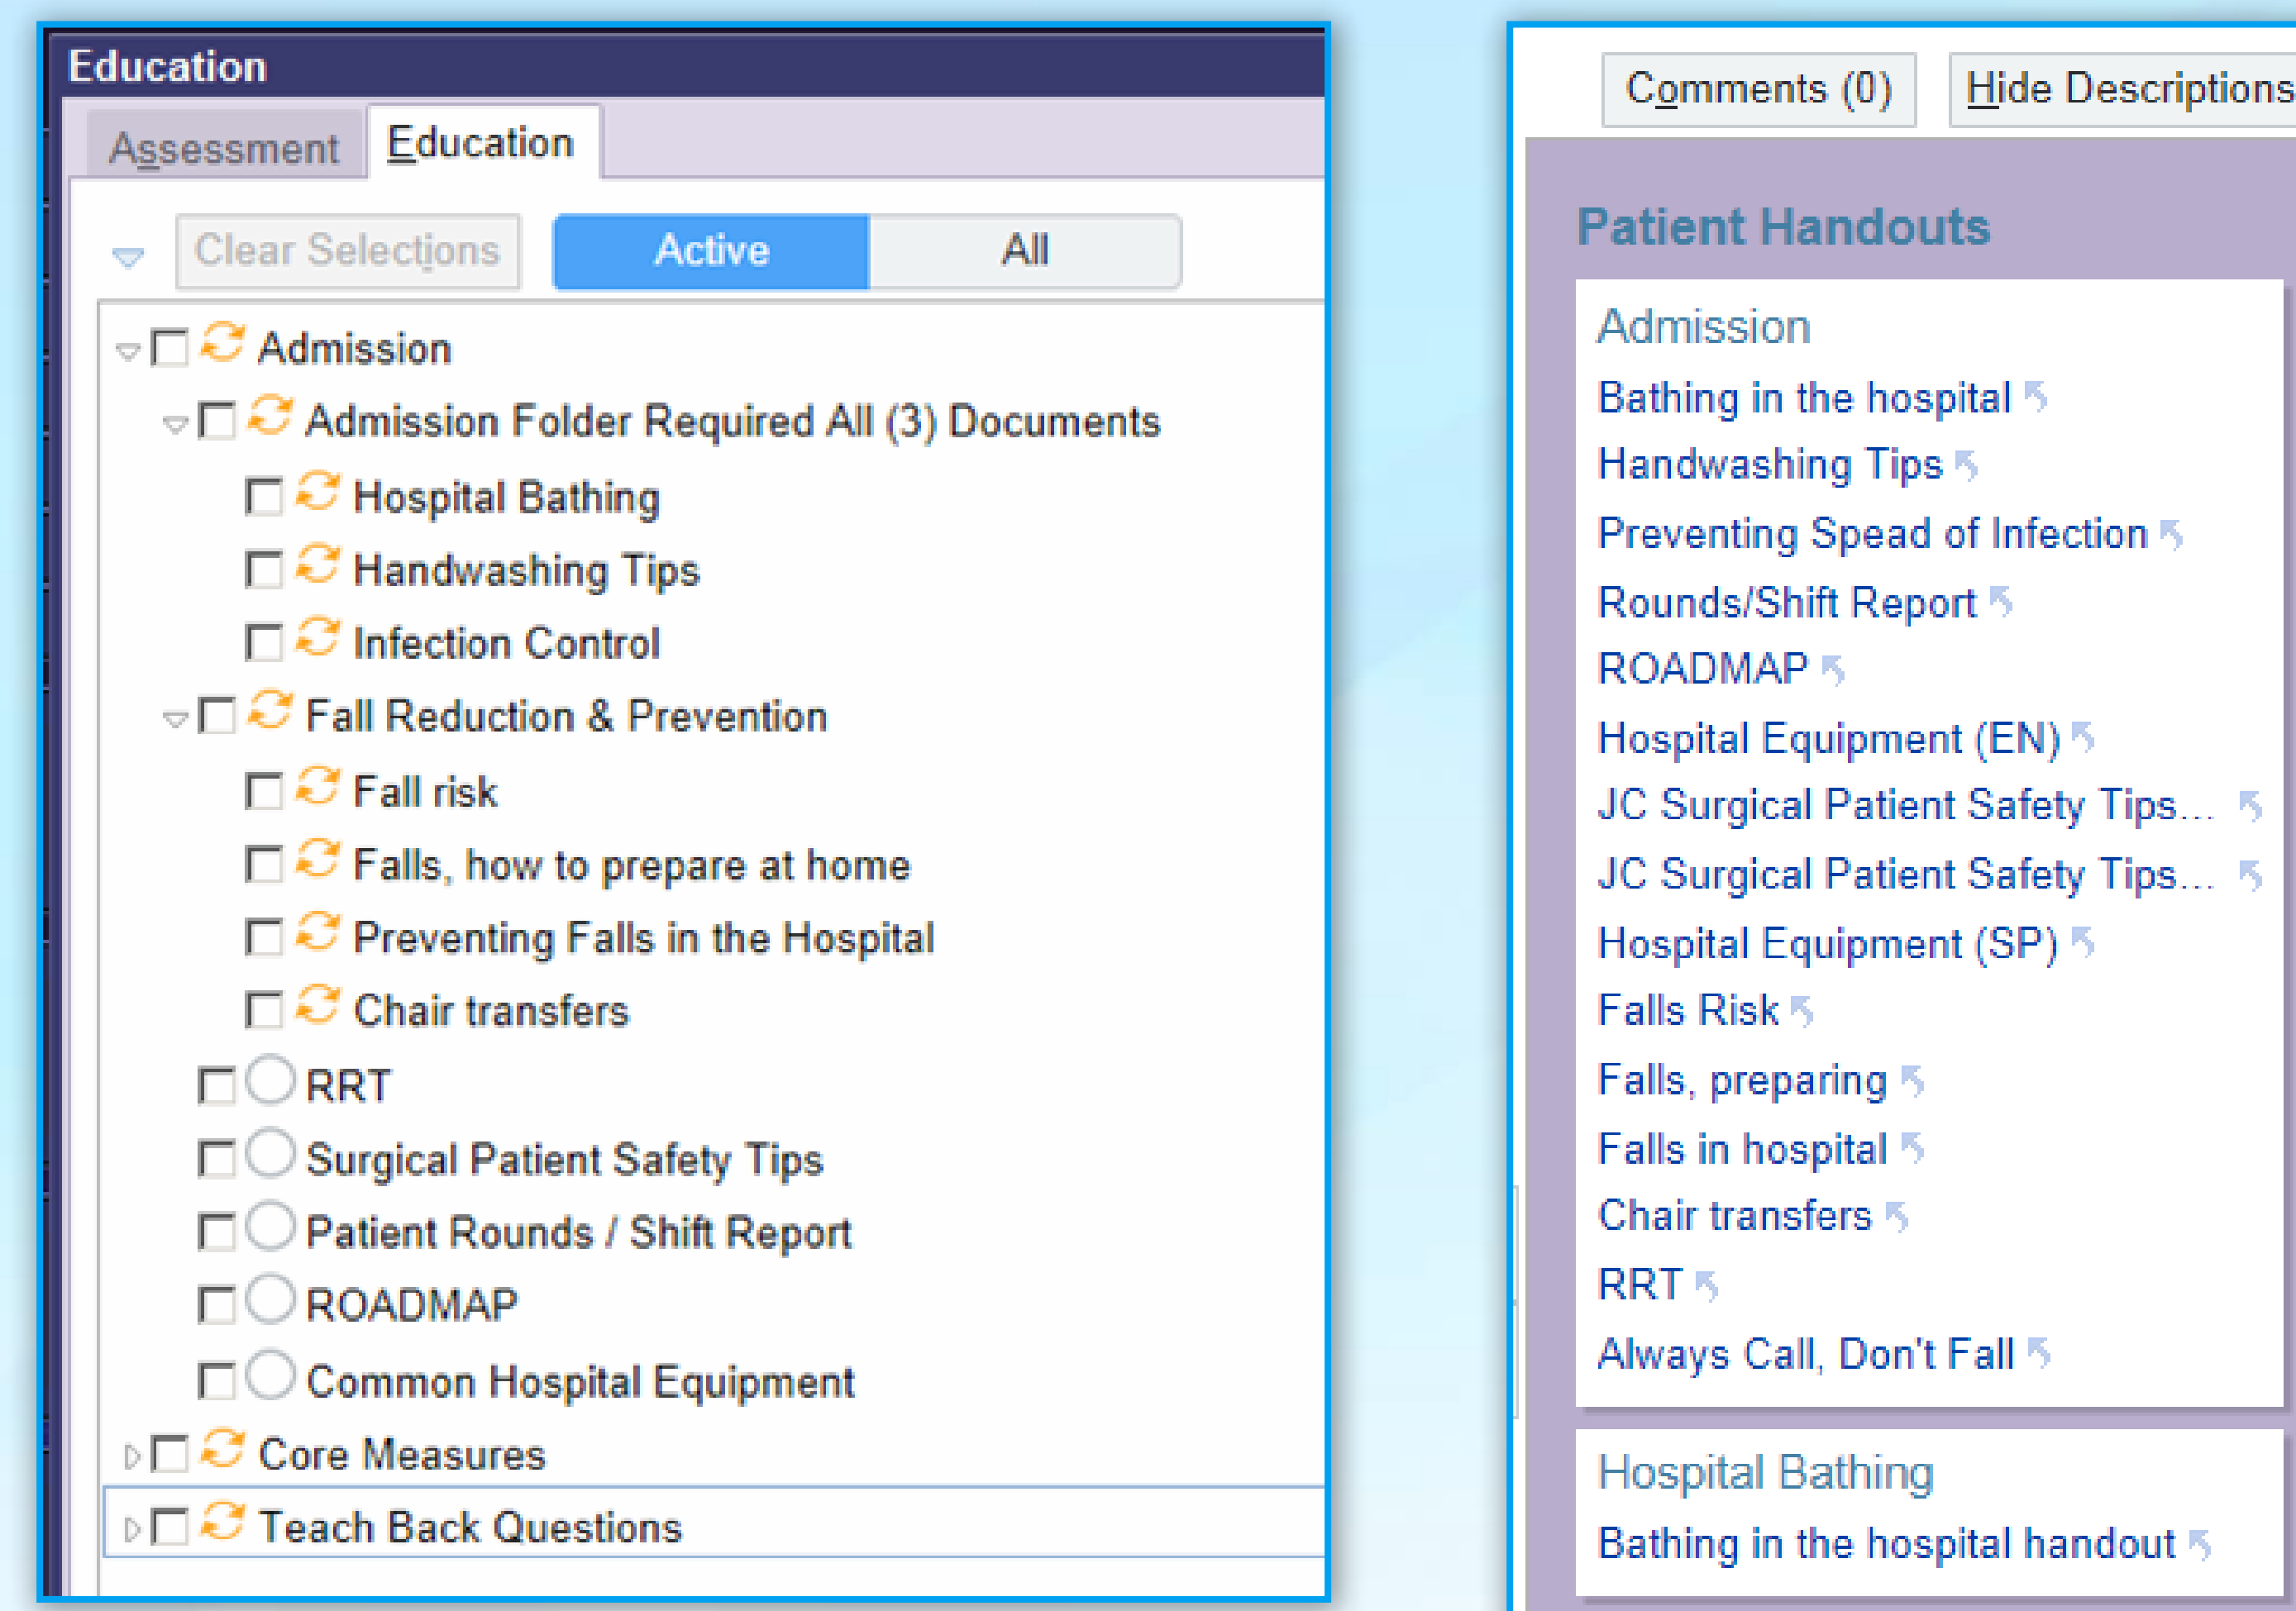 Education
Assessment
Education
Clear Selections
Active
All
Admission
Admission Folder Required All (3) Documents
Hospital Bathing
Handwashing Tips
Infection Control
Fall Reduction & Prevention
Fall risk
Falls, how to prepare at home
Preventing Falls in the Hospital
Chair transfers
RRT
Surgical Patient Safety Tips
Patient Rounds / Shift Report
ROADMAP
Common Hospital Equipment
Core Measures
Teach Back Questions
Comments (0)
Hide Descriptions
Patient Handouts
Admission
Bathing in the hospital
Handwashing Tips
Preventing Spead of Infection
Rounds/Shift Report
ROADMAP
Hospital Equipment (EN)
JC Surgical Patient Safety Tips...
JC Surgical Patient Safety Tips...
Hospital Equipment (SP)
Falls Risk
Falls, preparing
Falls in hospital
Chair transfers
RRT
Always Call, Don't Fall
Hospital Bathing
Bathing in the hospital handout